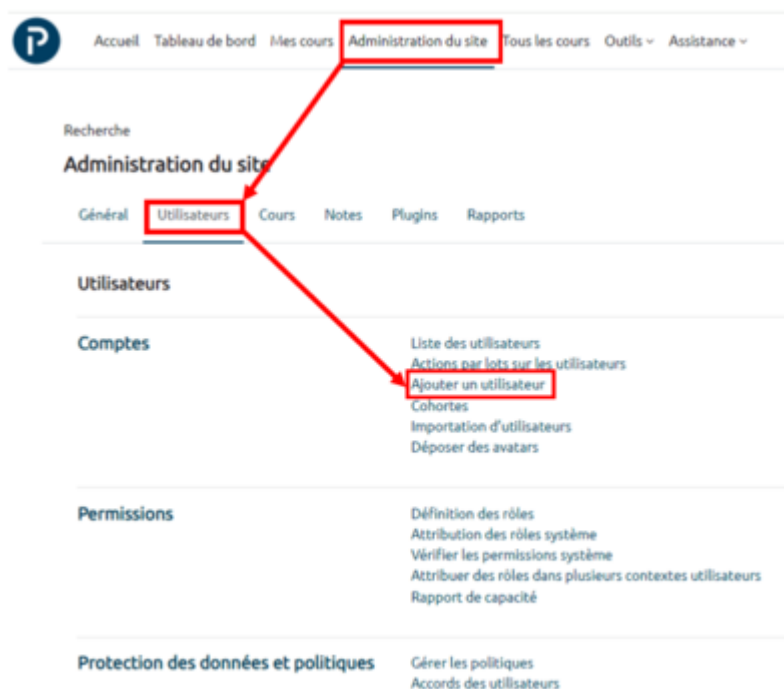 Accueil Tableau de bord Mes cours Administration du site Tous les cours Outils Assistance
Recherche
Administration du site
Général Utilisateurs Cours Notes Plugins Rapports
Utilisateurs
Comptes
Liste des utilisateurs
Actions par lots sur les utilisateurs
Ajouter un utilisateur
Cohortes
Importation d'utilisateurs
Déposer des avatars
Permissions
Définition des rôles
Attribution des rôles système
Vérifier les permissions système
Attribuer des rôles dans plusieurs contextes utilisateurs
Rapport de capacité
Protection des données et politiques
Gérer les politiques
Accords des utilisateurs